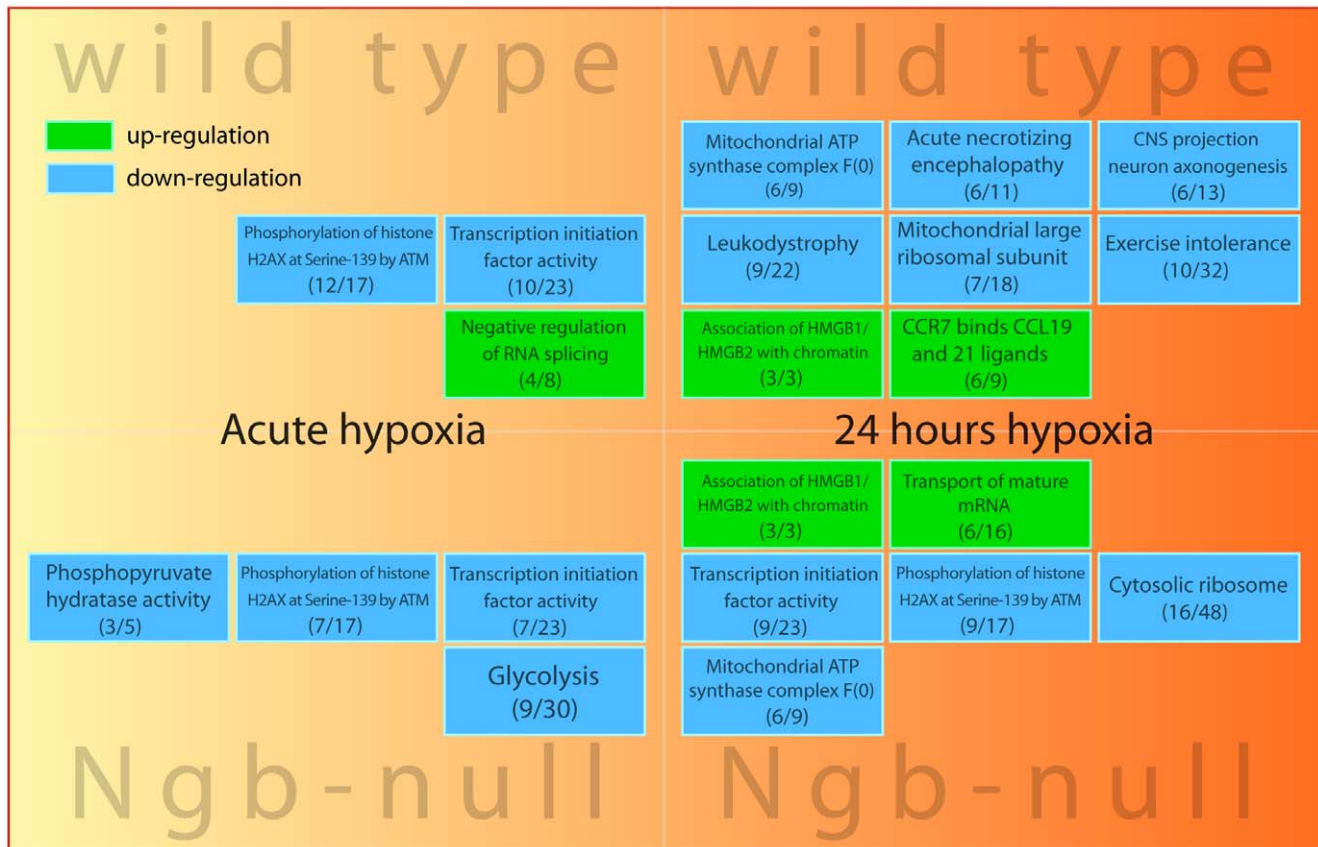 wild type
wild type
up-regulation
down-regulation
Phosphorylation of histone
H2AX at Serine-139 by ATM
(12/17)
Transcription initiation
factor activity
(10/23)
Negative regulation
of RNA splicing
(4/8)
Mitochondrial ATP
synthase complex F(0)
(6/9)
Acute necrotizing
encephalopathy
(6/11)
CNS projection
neuron axonogenesis
(6/13)
Leukodystrophy
(9/22)
Mitochondrial large
ribosomal subunit
(7/18)
Exercise intolerance
(10/32)
Association of HMGB1/
HMGB2 with chromatin
(3/3)
CCR7 binds CCL19
and 21 ligands
(6/9)
Acute hypoxia
24 hours hypoxia
Phosphopyruvate
hydratase activity
(3/5)
Phosphorylation of histone
H2AX at Serine-139 by ATM
(7/17)
Transcription initiation
factor activity
(7/23)
Glycolysis
(9/30)
Association of HMGB1/
HMGB2 with chromatin
(3/3)
Transport of mature
mRNA
(6/16)
Transcription initiation
factor activity
(9/23)
Phosphorylation of histone
H2AX at Serine-139 by ATM
(9/17)
Cytosolic ribosome
(16/48)
Mitochondrial ATP
synthase complex F(0)
(6/9)
Ngb-null
Ngb-null